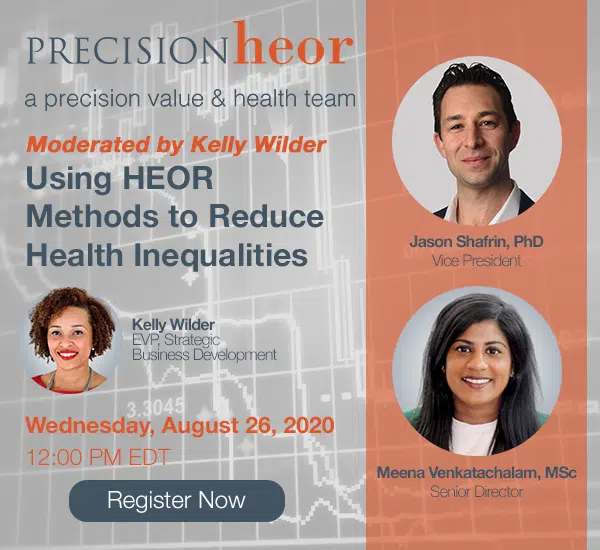 PRECISIONheor
a precision value & health team
Moderated by Kelly Wilder
Using HEOR
Methods to Reduce
Health Inequalities
Kelly Wilder
EVP, Strategic
Business Development
3.3045
Wednesday, August 26, 2020
12:00 PM EDT
Register Now
Jason Shafrin, PhD
Vice President
Meena Venkatachalam, MSc
Senior Director